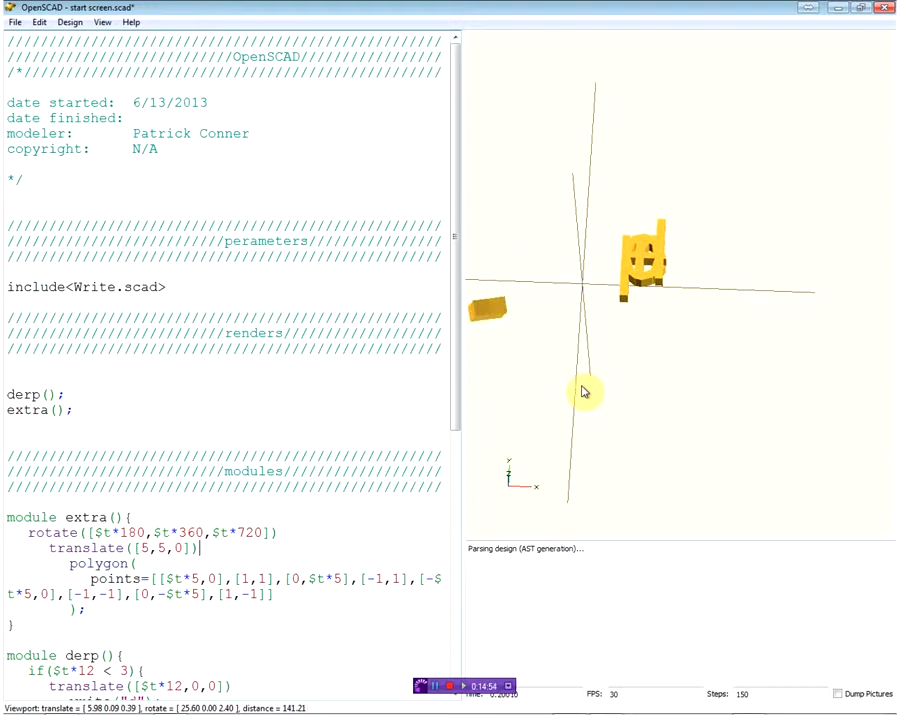 OpenSCAD - start screen.scad*
File Edit Design View Help
////////////////////////////////////////////////////
///////////////////////////OpenSCAD/////////////////
/*//////////////////////////////////////////////////
date started: 6/13/2013
date finished:
modeler: Patrick Conner
copyright: N/A
*/
////////////////////////////////////////////////////
//////////////////////////perameters////////////////
////////////////////////////////////////////////////
include<Write.scad>
////////////////////////////////////////////////////
//////////////////////////renders///////////////////
////////////////////////////////////////////////////
derp();
extra();
////////////////////////////////////////////////////
//////////////////////////modules///////////////////
////////////////////////////////////////////////////
module extra(){
rotate([$t*180,$t*360,$t*720])
translate([5,5,0])
polygon(
points=[[$t*5,0],[1,1],[0,$t*5],[-1,1],[-$
t*5,0],[-1,-1],[0,-$t*5],[1,-1]]
);
}
module derp(){
if($t*12 < 3){
translate([$t*12,0,0])
Y
Z
X
Parsing design (AST generation)...
0:14:54
FPS: 30 Steps: 150 Dump Pictures
Viewport: translate = [ 5.98 0.09 0.39 ], rotate = [ 25.60 0.00 2.40 ], distance = 141.21